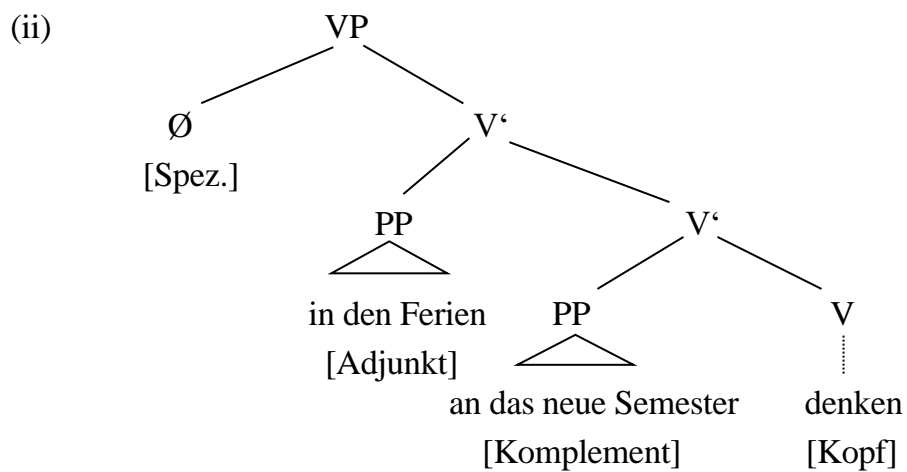 (ii) VP
Ø V‘
[Spez.]
PP V‘
in den Ferien PP V
[Adjunkt]
an das neue Semester denken
[Komplement] [Kopf]